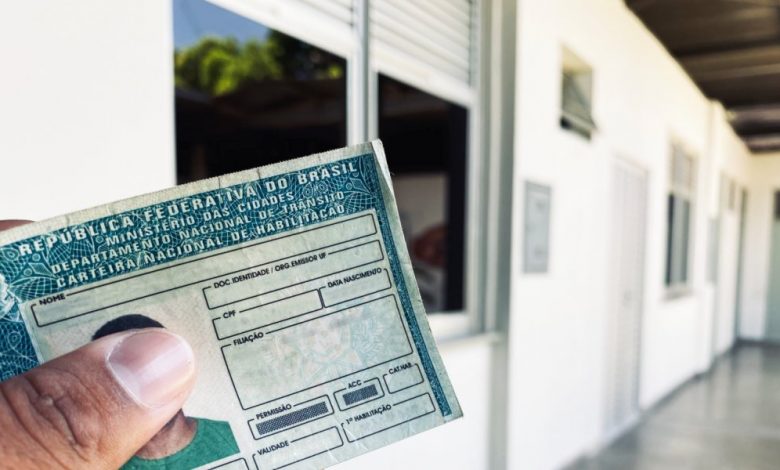 REPÚBLICA FEDERATIVA DO BRASIL
MINISTÉRIO DAS CIDADES
DEPARTAMENTO NACIONAL DE TRÂNSITO
CARTEIRA/NACIONAL DE HABILITAÇÃO
NOME
DOC IDENTIDADE / ORG EMISSOR UF
CPF
DATA NASCIMENTO
FILIAÇÃO
PERMISSÃO
ACC
CAT.HAB.
VALIDADE
1ª HABILITAÇÃO